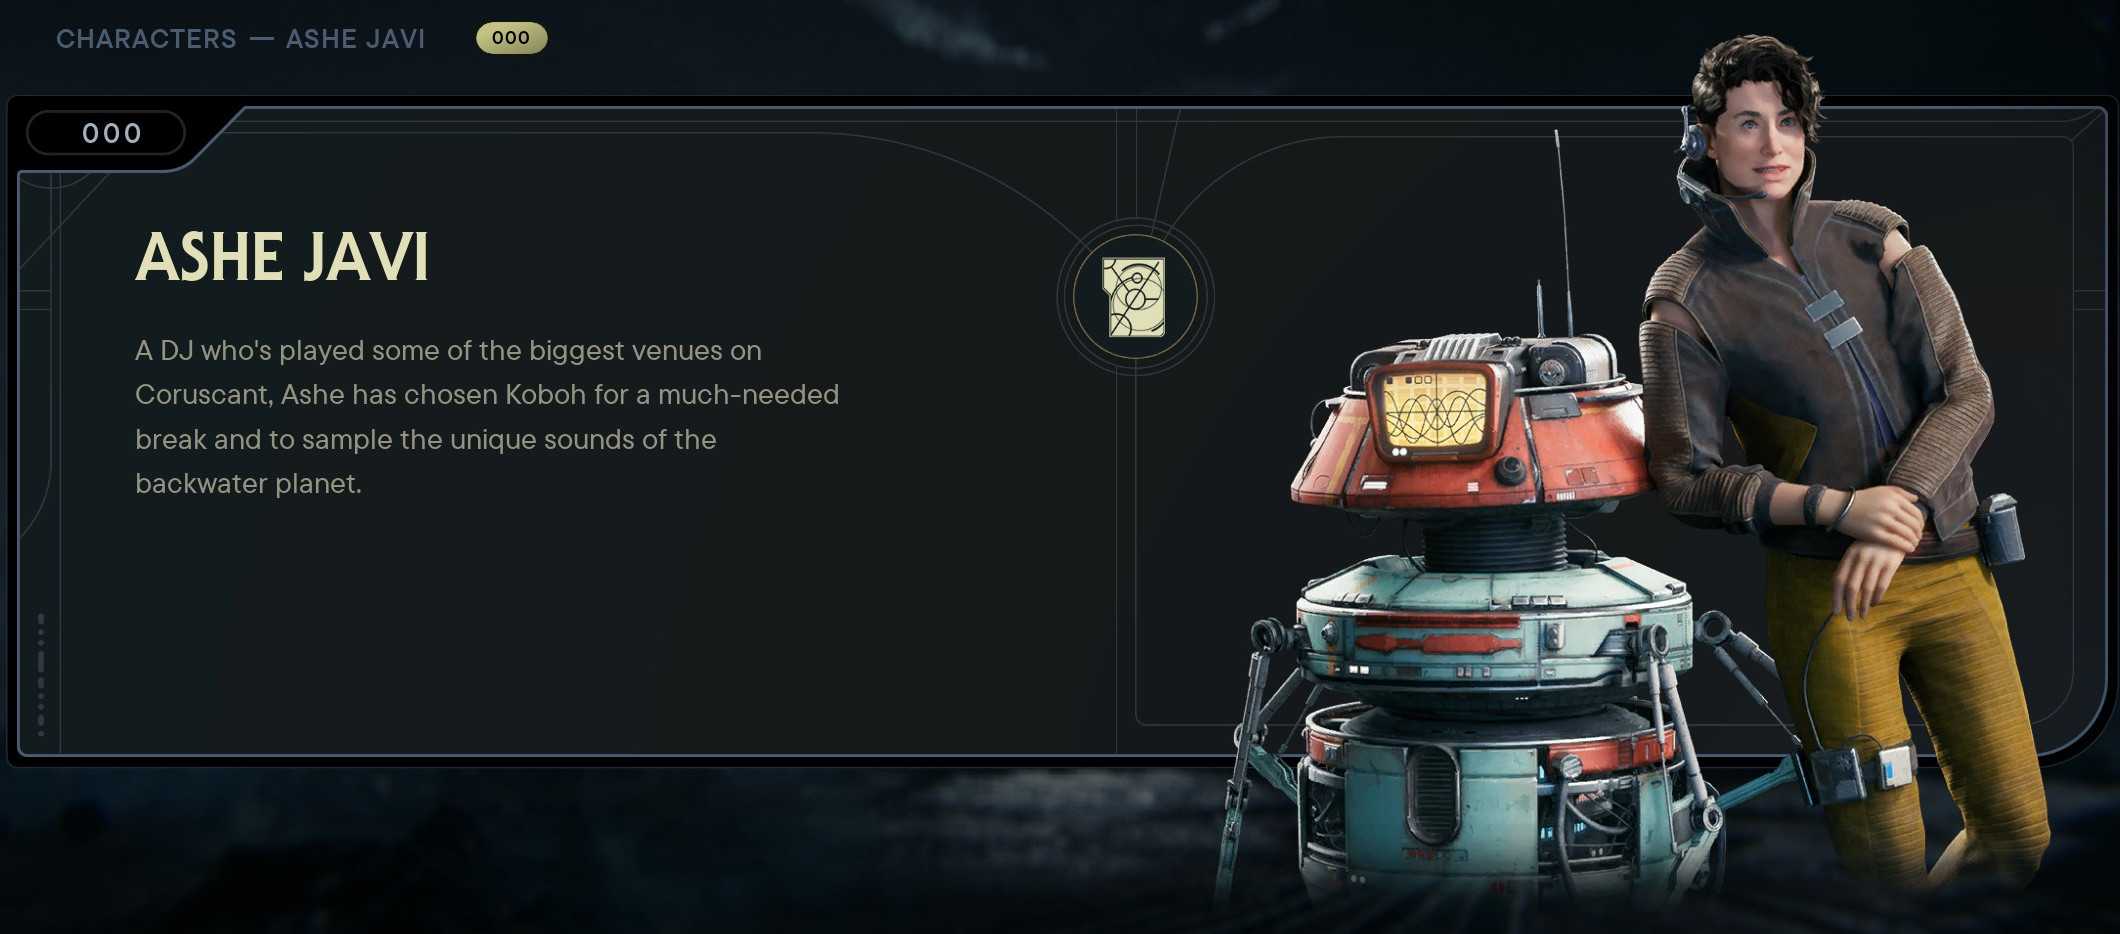 CHARACTERS — ASHE JAVI 000
000
ASHE JAVI
A DJ who's played some of the biggest venues on
Coruscant, Ashe has chosen Koboh for a much-needed
break and to sample the unique sounds of the
backwater planet.